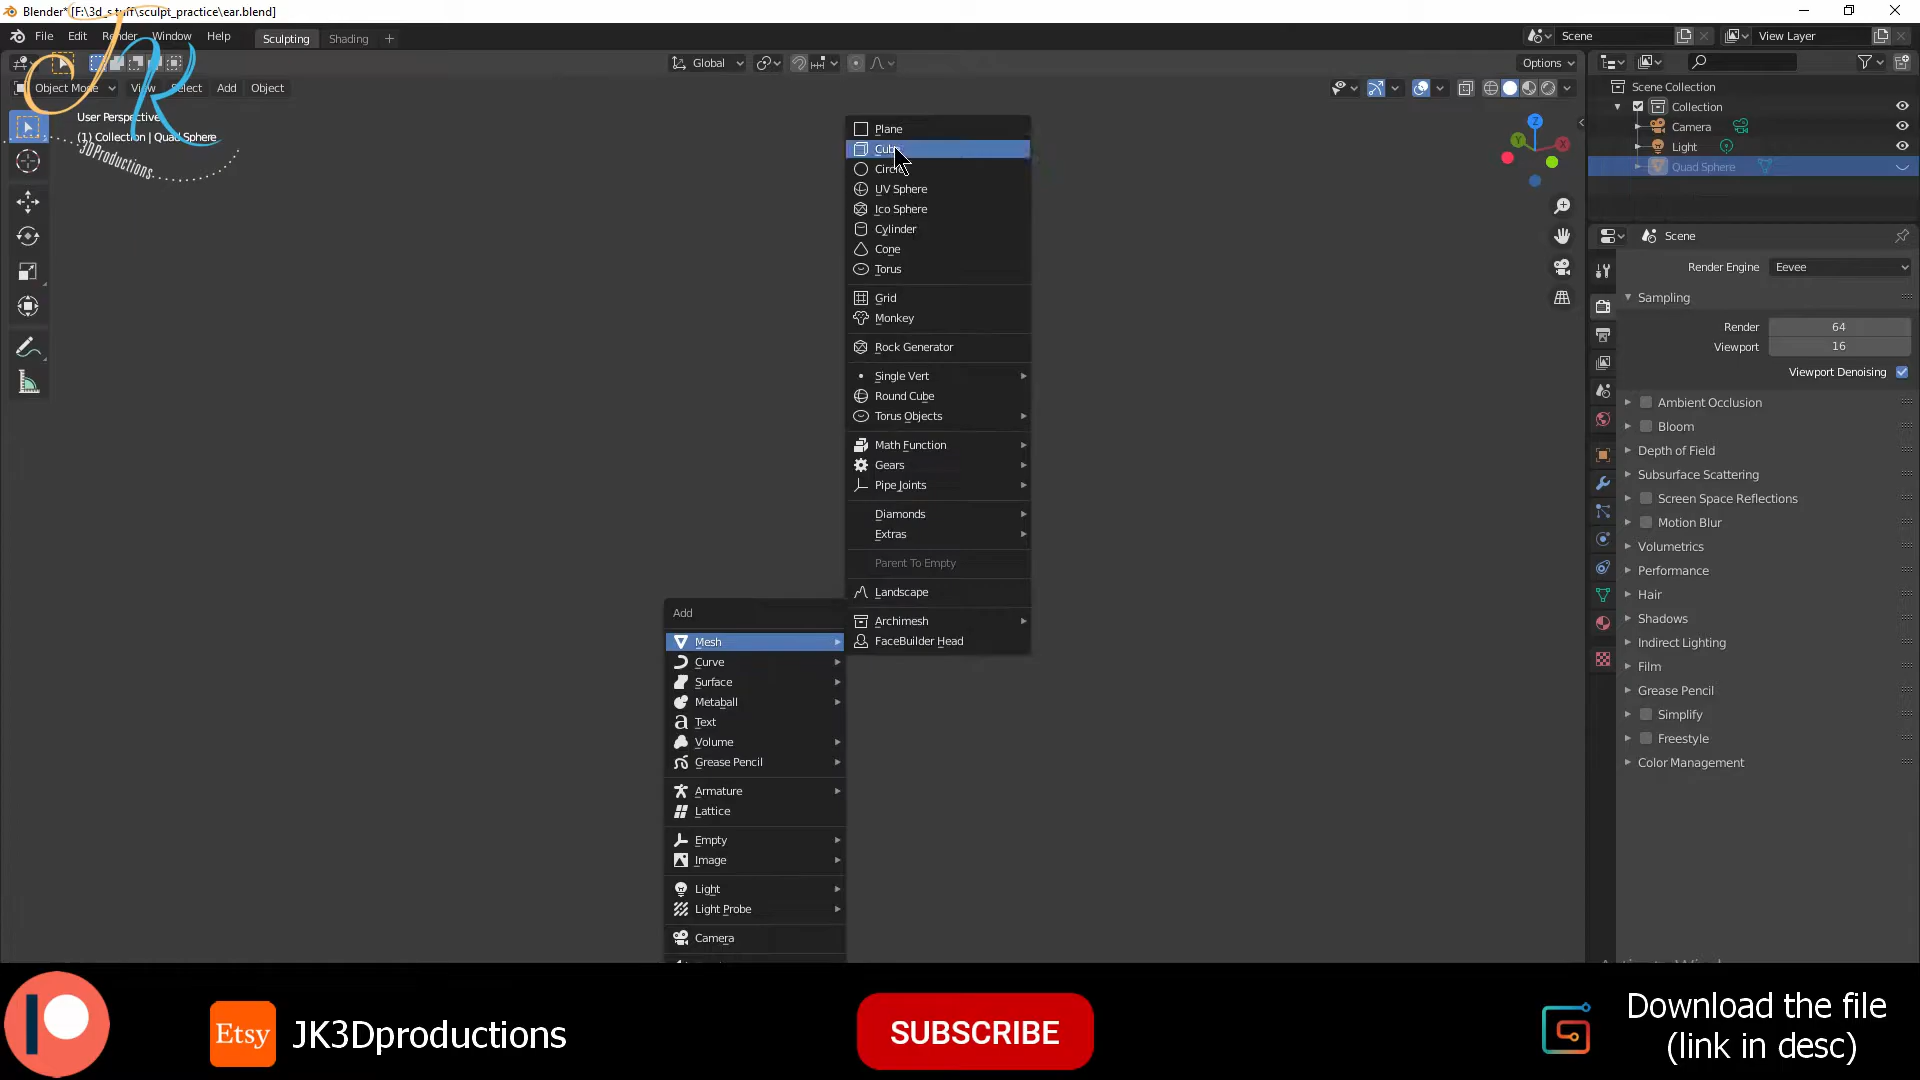 Blender* [F:\3d_stuff\sculpt_practice\ear.blend]
File Edit Render Window Help
Sculpting Shading +
Scene
View Layer
Global
Options
Object Mode View Select Add Object
User Perspective
(1) Collection | Quad Sphere
JR
3DProductions
Scene Collection
Collection
Camera
Light
Quad Sphere
Z
Y
X
Plane
Cube
Circle
UV Sphere
Ico Sphere
Cylinder
Cone
Torus
Grid
Monkey
Rock Generator
Single Vert
Round Cube
Torus Objects
Math Function
Gears
Pipe Joints
Diamonds
Extras
Parent To Empty
Landscape
Archimesh
FaceBuilder Head
Add
Mesh
Curve
Surface
Metaball
Text
Volume
Grease Pencil
Armature
Lattice
Empty
Image
Light
Light Probe
Camera
Scene
Render Engine Eevee
Sampling
Render 64
Viewport 16
Viewport Denoising
Ambient Occlusion
Bloom
Depth of Field
Subsurface Scattering
Screen Space Reflections
Motion Blur
Volumetrics
Performance
Hair
Shadows
Indirect Lighting
Film
Grease Pencil
Simplify
Freestyle
Color Management
Etsy
JK3Dproductions
SUBSCRIBE
Download the file
(link in desc)